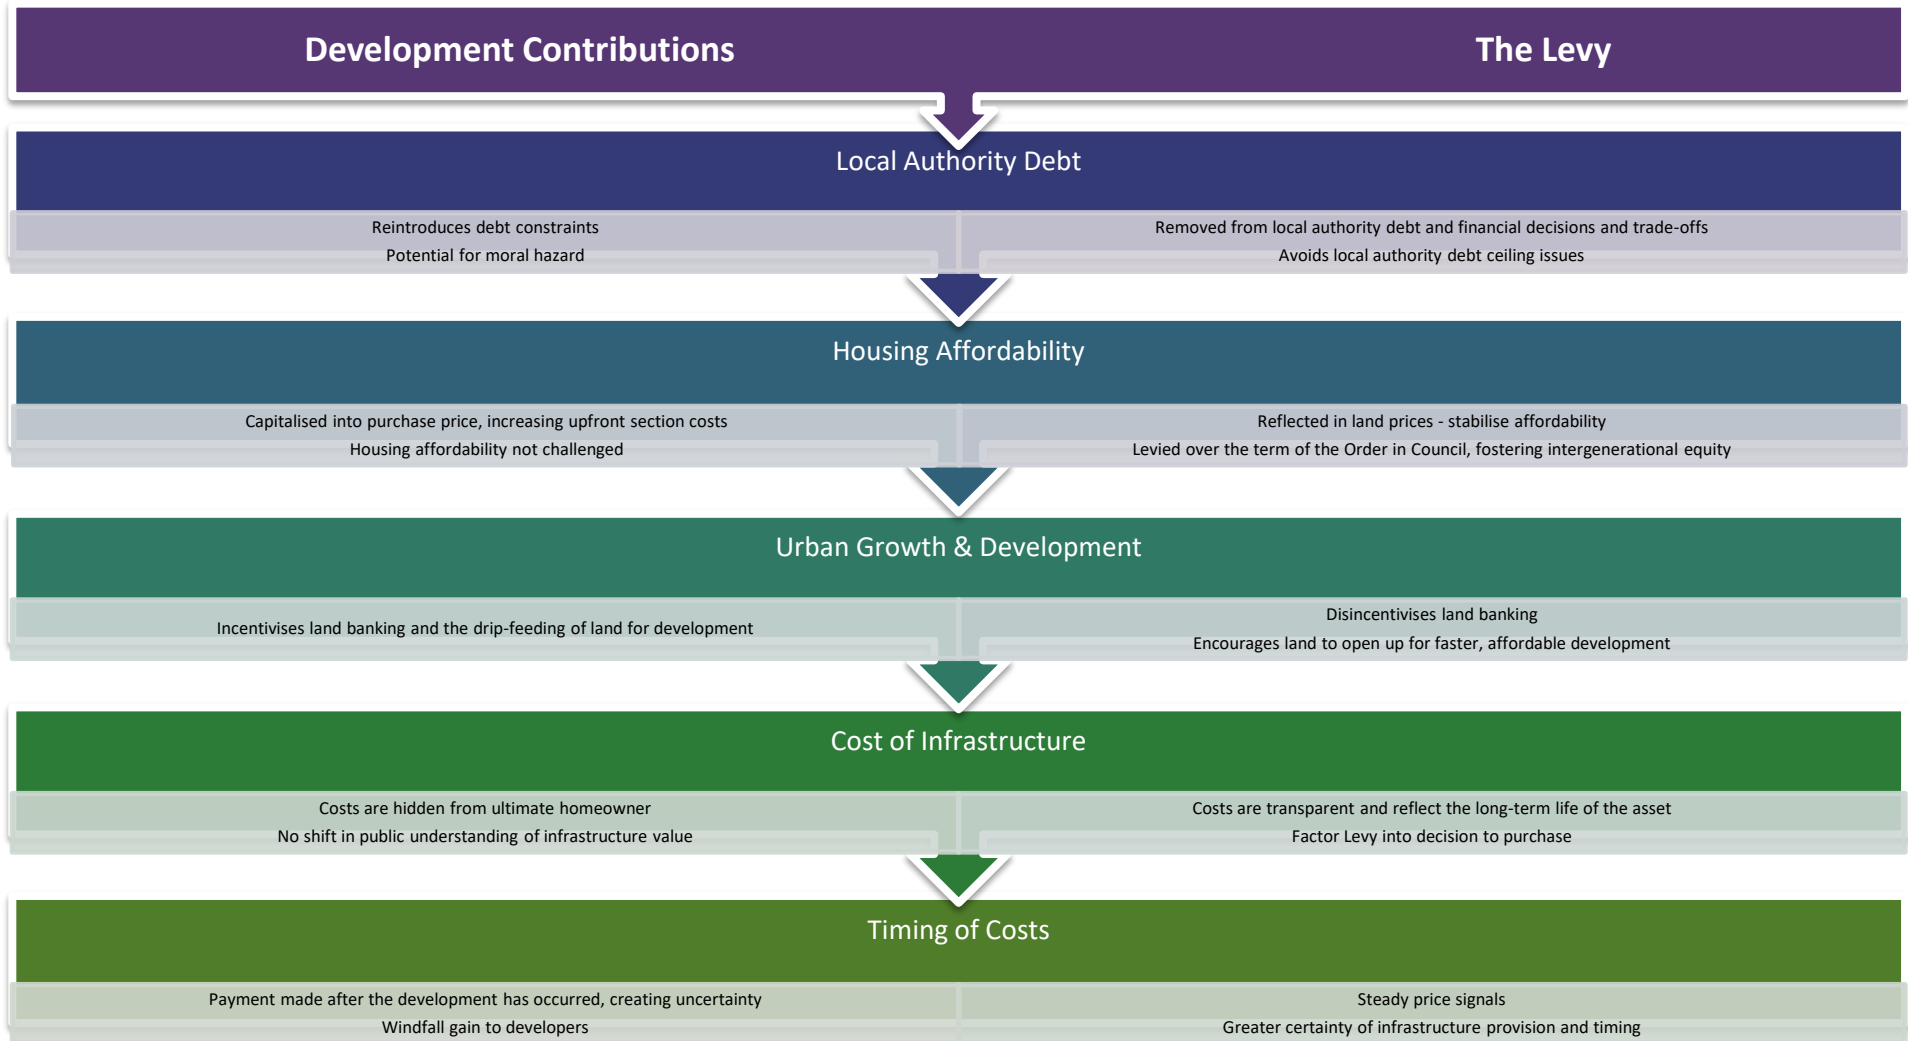 Development Contributions
The Levy
Local Authority Debt
Reintroduces debt constraints
Potential for moral hazard
Removed from local authority debt and financial decisions and trade-offs
Avoids local authority debt ceiling issues
Housing Affordability
Capitalised into purchase price, increasing upfront section costs
Housing affordability not challenged
Reflected in land prices - stabilise affordability
Levied over the term of the Order in Council, fostering intergenerational equity
Urban Growth & Development
Incentivises land banking and the drip-feeding of land for development
Disincentivises land banking
Encourages land to open up for faster, affordable development
Cost of Infrastructure
Costs are hidden from ultimate homeowner
No shift in public understanding of infrastructure value
Costs are transparent and reflect the long-term life of the asset
Factor Levy into decision to purchase
Timing of Costs
Payment made after the development has occurred, creating uncertainty
Windfall gain to developers
Steady price signals
Greater certainty of infrastructure provision and timing